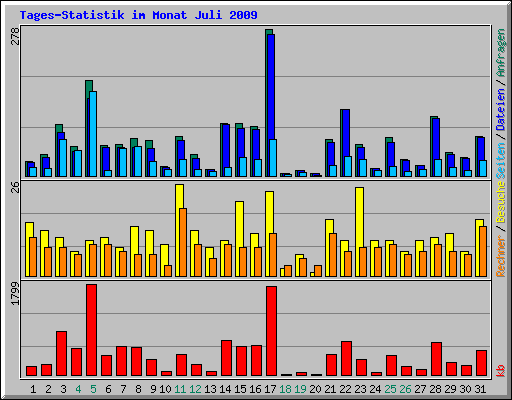 Tages-Statistik im Monat Juli 2009
278
Rechner / Besuche Seiten / Dateien / Anfragen
26
1799
kb
1 2 3 4 5 6 7 8 9 10 11 12 13 14 15 16 17 18 19 20 21 22 23 24 25 26 27 28 29 30 31